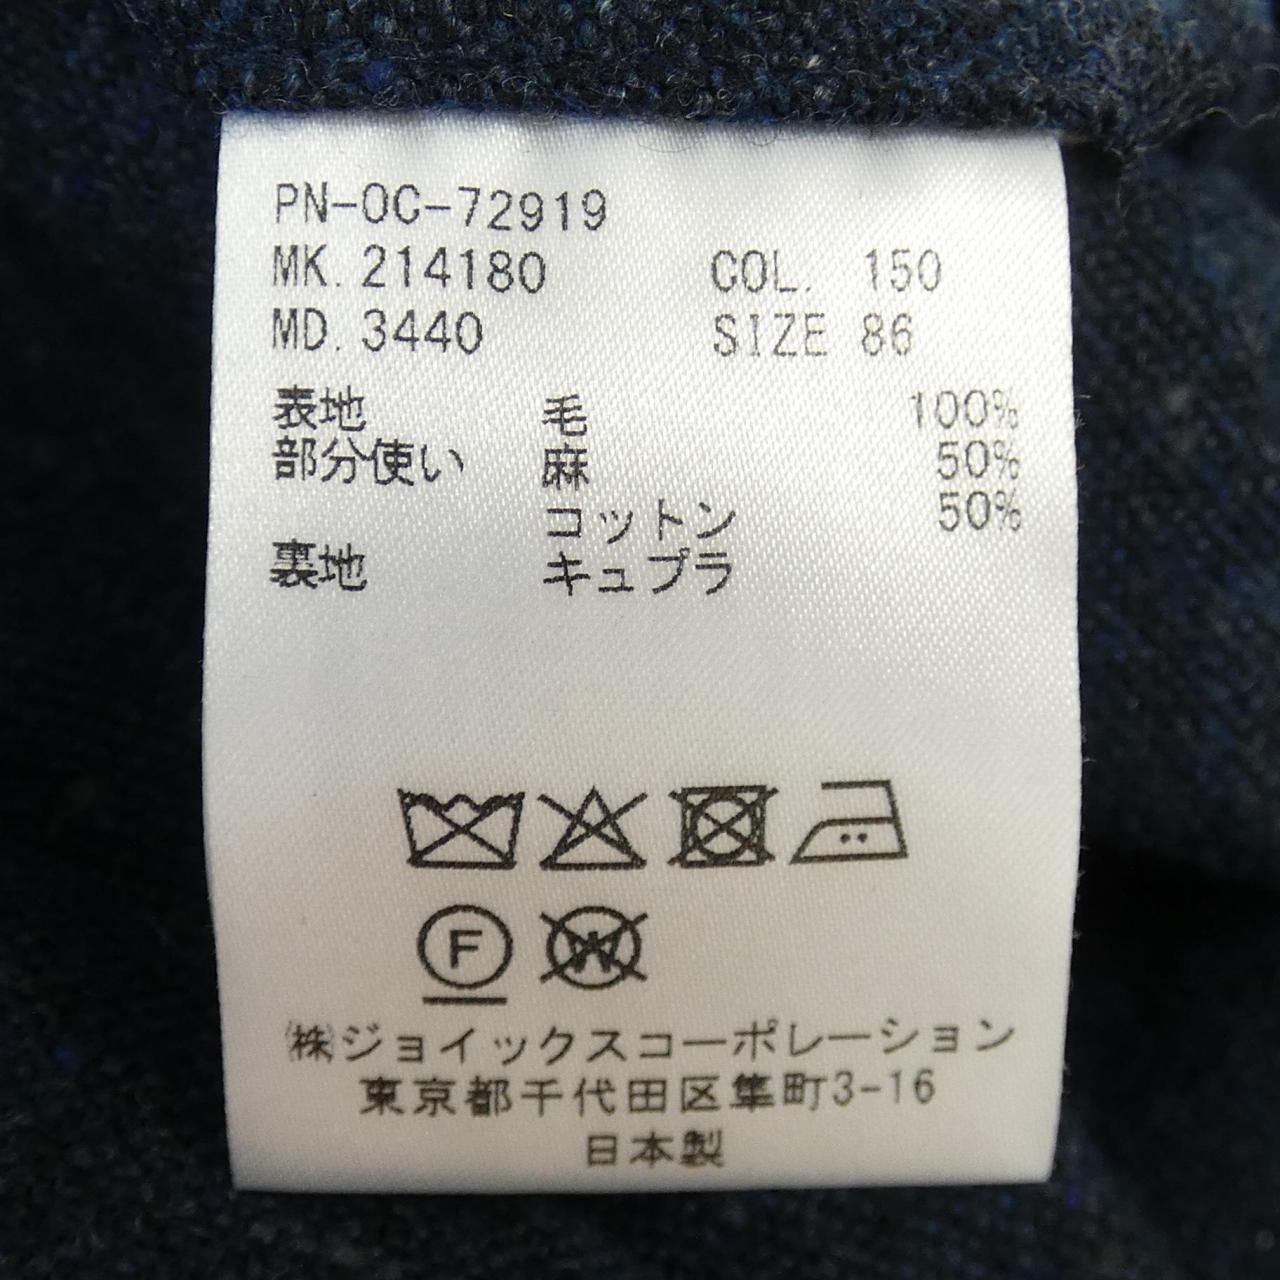 PN-OC-72919
MK. 214180 COL. 150
MD. 3440 SIZE 86
表地 毛 100%
部分使い 麻 50%
コットン 50%
裏地 キュプラ
F
W
㈱ジョイックスコーポレーション
東京都千代田区隼町3-16
日本製